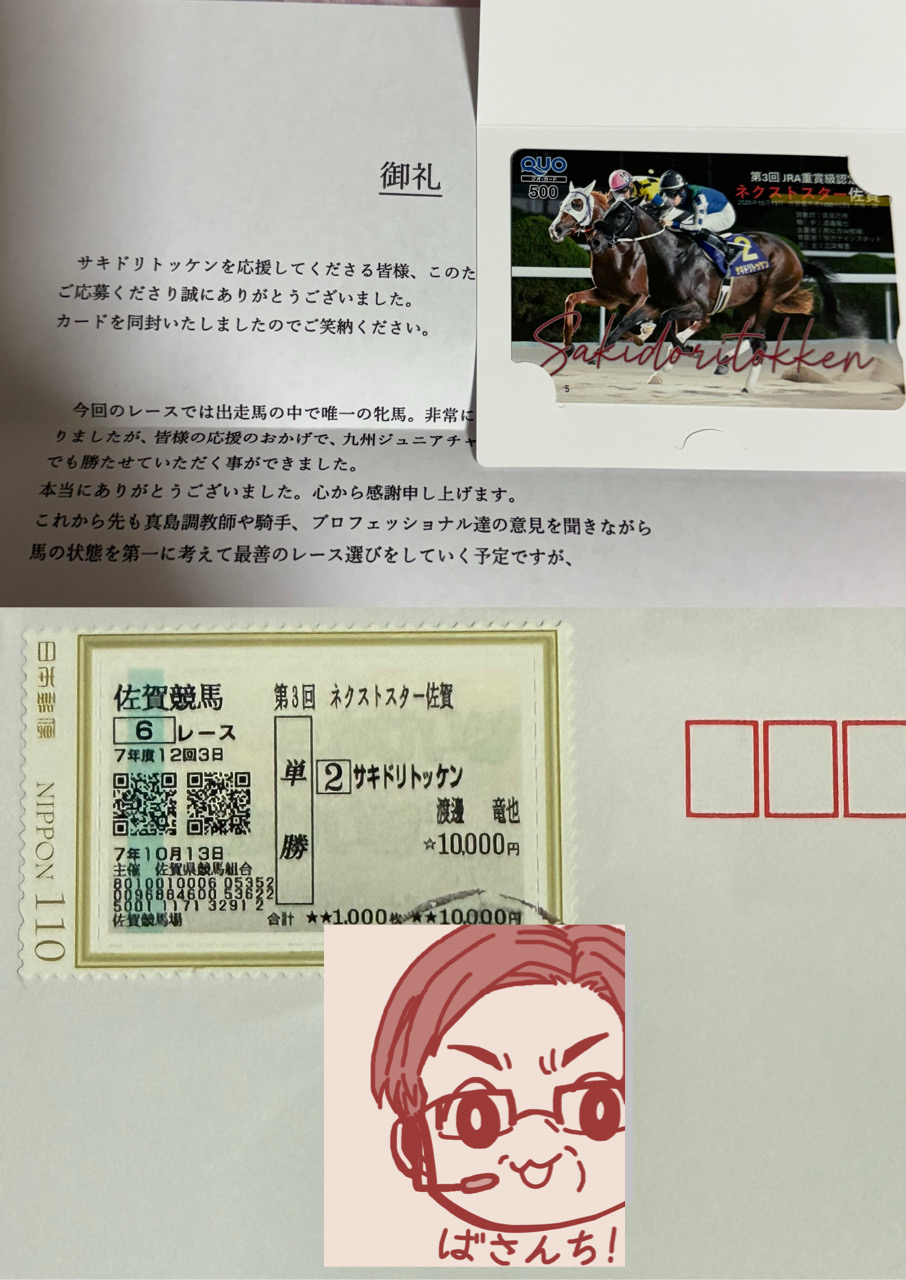 御礼
サキドリトッケンを応援してくださる皆様、このた
ご応募くださり誠にありがとうございました。
カードを同封いたしましたのでご笑納ください。
今回のレースでは出走馬の中で唯一の牝馬。非常に
りましたが、皆様の応援のおかげで、九州ジュニアチャ
でも勝たせていただく事ができました。
本当にありがとうございました。心から感謝申し上げます。
これから先も真島調教師や騎手、プロフェッショナル達の意見を聞きながら
馬の状態を第一に考えて最善のレース選びをしていく予定ですが、
QUO
クオ・カード
500
第3回 JRA重賞級認定
ネクストスター佐賀
2
サキドリトッケン
Sakidoritokken
5
日本郵便 NIPPON 110
佐賀競馬 第3回 ネクストスター佐賀
6 レース
7年度12回3日
単勝
2 サキドリトッケン
渡邊 竜也
☆10,000円
7年10月13日
主催 佐賀県競馬組合
8010010006 05352
0096884600 53622
5001 1171 3291 2
佐賀競馬場 合計 ★★1,000枚 ★★10,000円
ばさんち!